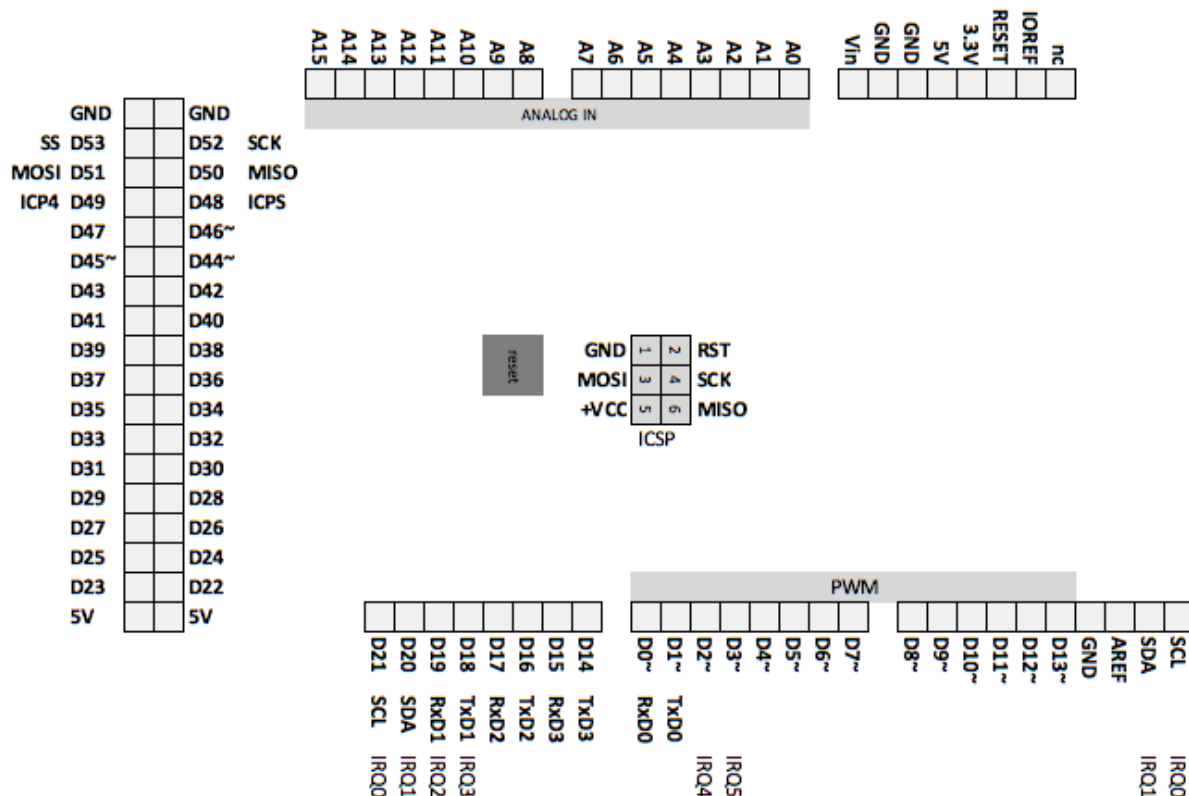 A15 A14 A13 A12 A11 A10 A9 A8 A7 A6 A5 A4 A3 A2 A1 A0 Vin GND GND 5V 3.3V RESET IOREF nc
ANALOG IN
GND GND
SS D53 D52 SCK
MOSI D51 D50 MISO
ICP4 D49 D48 ICPS
D47 D46~
D45~ D44~
D43 D42
D41 D40
D39 D38
D37 D36
D35 D34
D33 D32
D31 D30
D29 D28
D27 D26
D25 D24
D23 D22
5V 5V
reset
GND 1 2 RST
MOSI 3 4 SCK
+VCC 5 6 MISO
ICSP
PWM
D21 D20 D19 D18 D17 D16 D15 D14 D0~ D1~ D2~ D3~ D4~ D5~ D6~ D7~ D8~ D9~ D10~ D11~ D12~ D13~ GND AREF SDA SCL
SCL SDA RxD1 TxD1 RxD2 TxD2 RxD3 TxD3 RxD0 TxD0
IRQ0 IRQ1 IRQ2 IRQ3 IRQ4 IRQ5 IRQ1 IRQ0